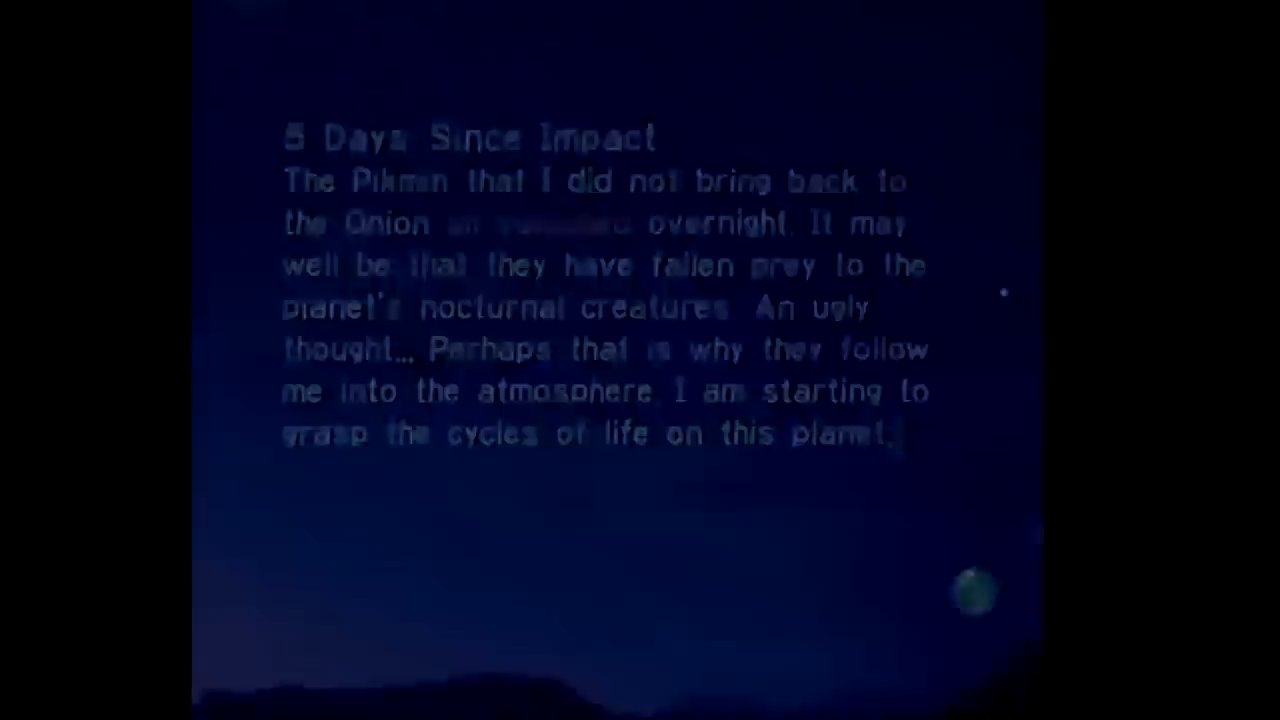 5 Days Since Impact
The Pikmin that I did not bring back to
the Onion all vanished overnight. It may
well be that they have fallen prey to the
planet's nocturnal creatures. An ugly
thought... Perhaps that is why they follow
me into the atmosphere. I am starting to
grasp the cycles of life on this planet.